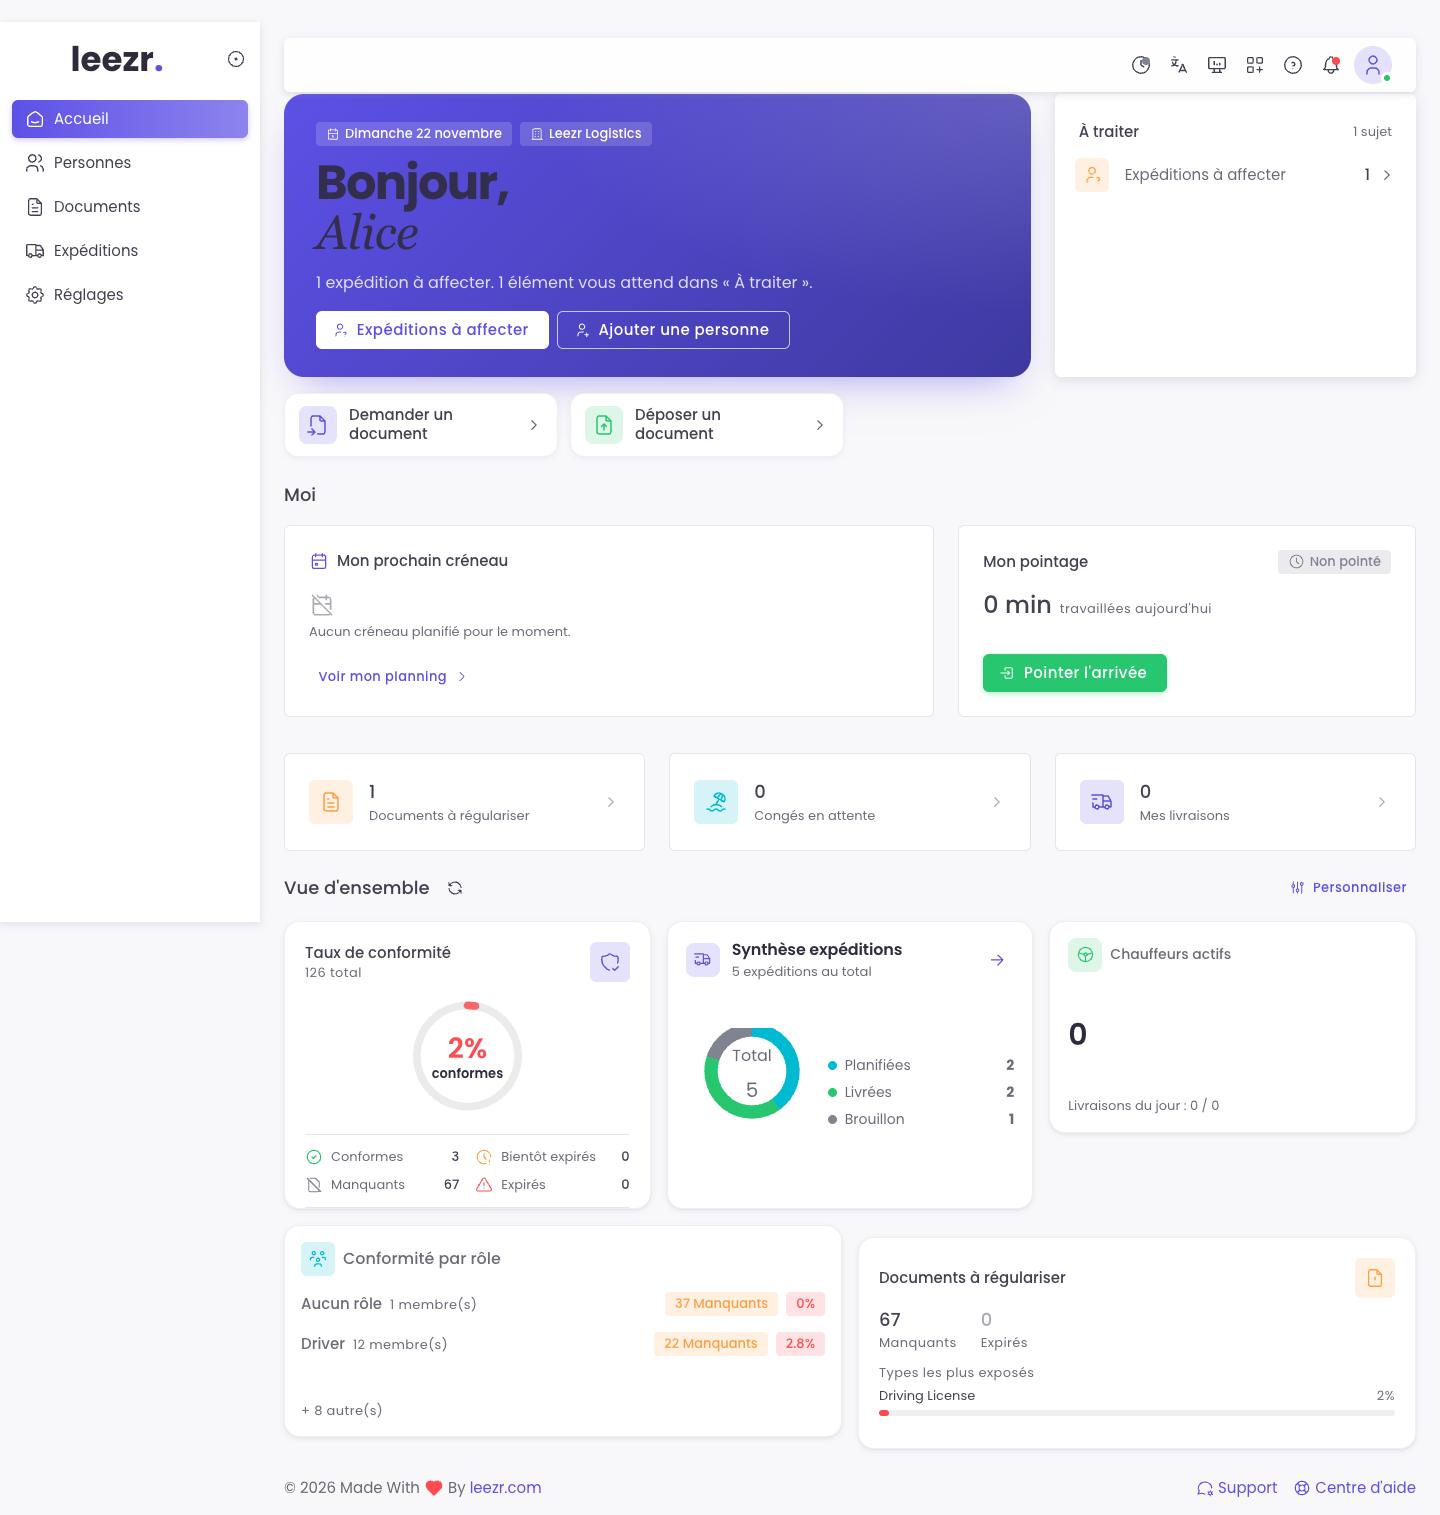 leezr.
Accueil
Personnes
Documents
Expéditions
Réglages
Dimanche 22 novembre
Leezr Logistics
Bonjour,
Alice
1 expédition à affecter. 1 élément vous attend dans « À traiter ».
Expéditions à affecter
Ajouter une personne
À traiter
1 sujet
Expéditions à affecter
1
Demander un
document
Déposer un
document
Moi
Mon prochain créneau
Aucun créneau planifié pour le moment.
Voir mon planning
Mon pointage
Non pointé
0 min travaillées aujourd'hui
Pointer l'arrivée
1
Documents à régulariser
0
Congés en attente
0
Mes livraisons
Vue d'ensemble
Personnaliser
Taux de conformité
126 total
2%
conformes
Conformes 3
Bientôt expirés 0
Manquants 67
Expirés 0
Synthèse expéditions
5 expéditions au total
Total
5
Planifiées 2
Livrées 2
Brouillon 1
Chauffeurs actifs
0
Livraisons du jour : 0 / 0
Conformité par rôle
Aucun rôle 1 membre(s) 37 Manquants 0%
Driver 12 membre(s) 22 Manquants 2.8%
+ 8 autre(s)
Documents à régulariser
67
Manquants
0
Expirés
Types les plus exposés
Driving License 2%
© 2026 Made With By leezr.com
Support
Centre d'aide